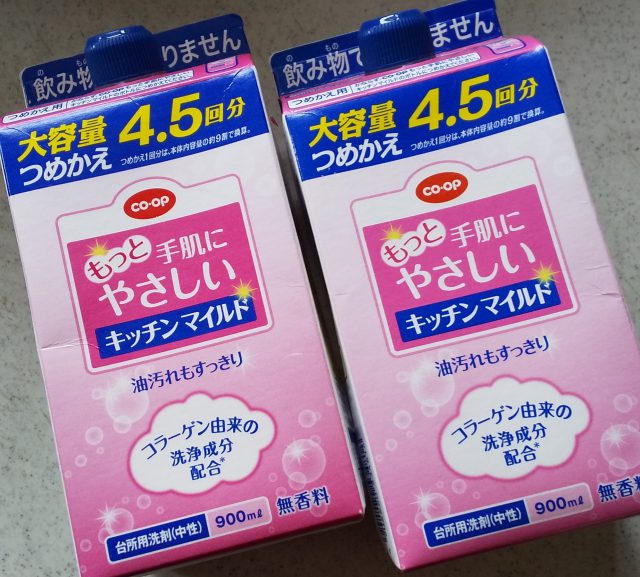 飲み物で りません
つめかえ用
大容量 4.5回分
つめかえ つめかえ1回分は、本体内容量の約9割で換算。
CO·OP
もっと 手肌に
やさしい
キッチンマイルド
油汚れもすっきり
コラーゲン由来の
洗浄成分
配合*
無香料
台所用洗剤(中性) 900mℓ
飲み物で りません
つめかえ用
大容量 4.5回分
つめかえ つめかえ1回分は、本体内容量の約9割で換算。
CO·OP
もっと 手肌に
やさしい
キッチンマイルド
油汚れもすっきり
コラーゲン由来の
洗浄成分
配合*
無香料
台所用洗剤(中性) 900mℓ